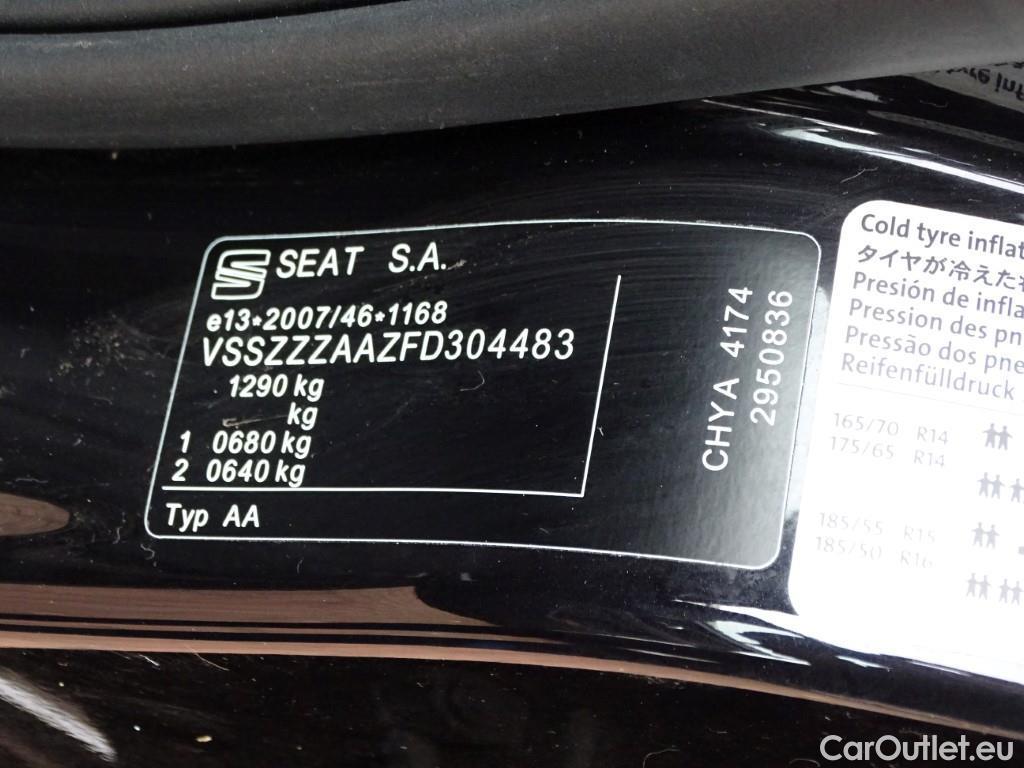 SEAT S.A.
e13*2007/46*1168
VSSZZZAAZFD304483
1290 kg
kg
1 0680 kg
2 0640 kg
Typ AA
CHYA 4174
2950836
Cold tyre inflat
タイヤが冷えた
Presión de infla
Pression des pn
Pressão dos pne
Reifenfülldruck
165/70 R14
175/65 R14
185/55 R15
185/50 R16
CarOutlet.eu